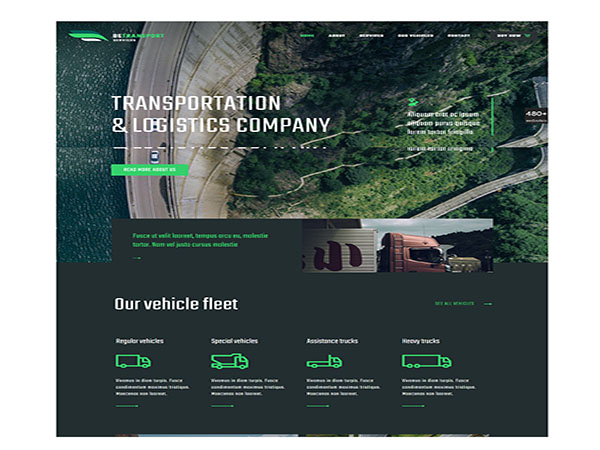 BETRANSPORT
SERVICES
HOME ABOUT SERVICES OUR VEHICLES CONTACT BUY NOW
TRANSPORTATION
& LOGISTICS COMPANY
READ MORE ABOUT US
Aliquam erat ac ipsum
aliquam purus quisque
lorem tortor fringilla
480+
Fusce ut velit laoreet, tempus arcu eu, molestie
tortor. Nam vel justo cursus molestie
Our vehicle fleet
SEE ALL VEHICLES
Regular vehicles
Special vehicles
Assistance trucks
Heavy trucks
Vivamus in diam turpis. Fusce
condimentum maximus tristique.
Maecenas non laoreet.
Vivamus in diam turpis. Fusce
condimentum maximus tristique.
Maecenas non laoreet.
Vivamus in diam turpis. Fusce
condimentum maximus tristique.
Maecenas non laoreet.
Vivamus in diam turpis. Fusce
condimentum maximus tristique.
Maecenas non laoreet.